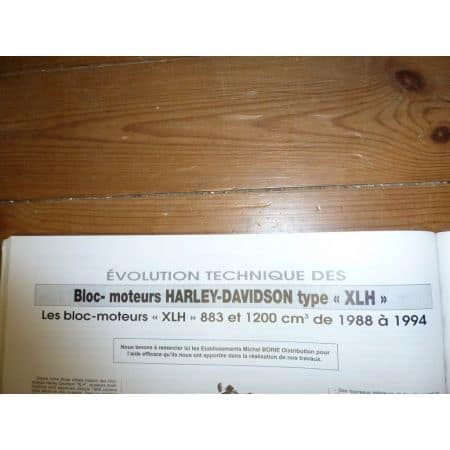 ÉVOLUTION TECHNIQUE DES
Bloc- moteurs HARLEY-DAVIDSON type « XLH »
Les bloc-moteurs « XLH » 883 et 1200 cm³ de 1988 à 1994
Nous tenons à remercier ici les Etablissements Michel BORIE Distribution pour
l'aide efficace qu'ils nous ont apportée dans la réalisation de nos travaux.